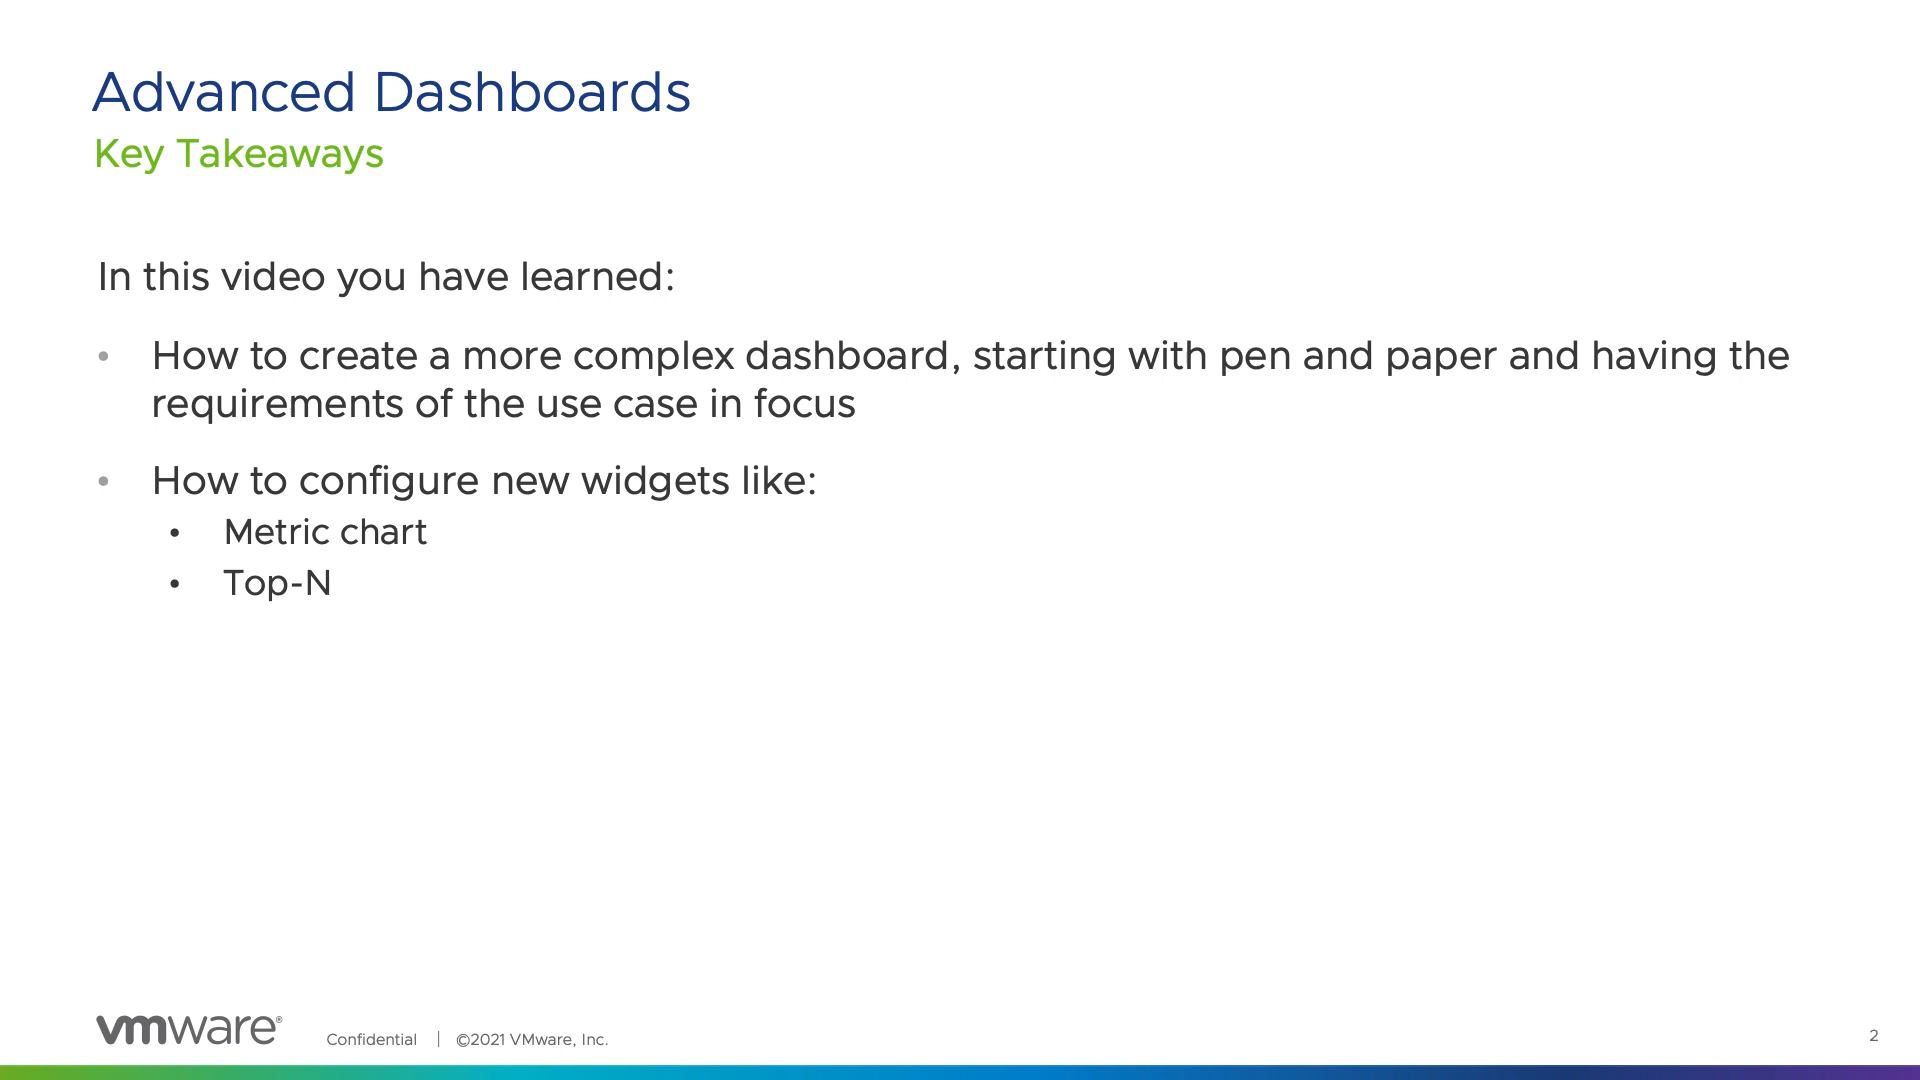 Advanced Dashboards
Key Takeaways
In this video you have learned:
• How to create a more complex dashboard, starting with pen and paper and having the
requirements of the use case in focus
• How to configure new widgets like:
• Metric chart
• Top-N
vmware®
Confidential | ©2021 VMware, Inc.
2